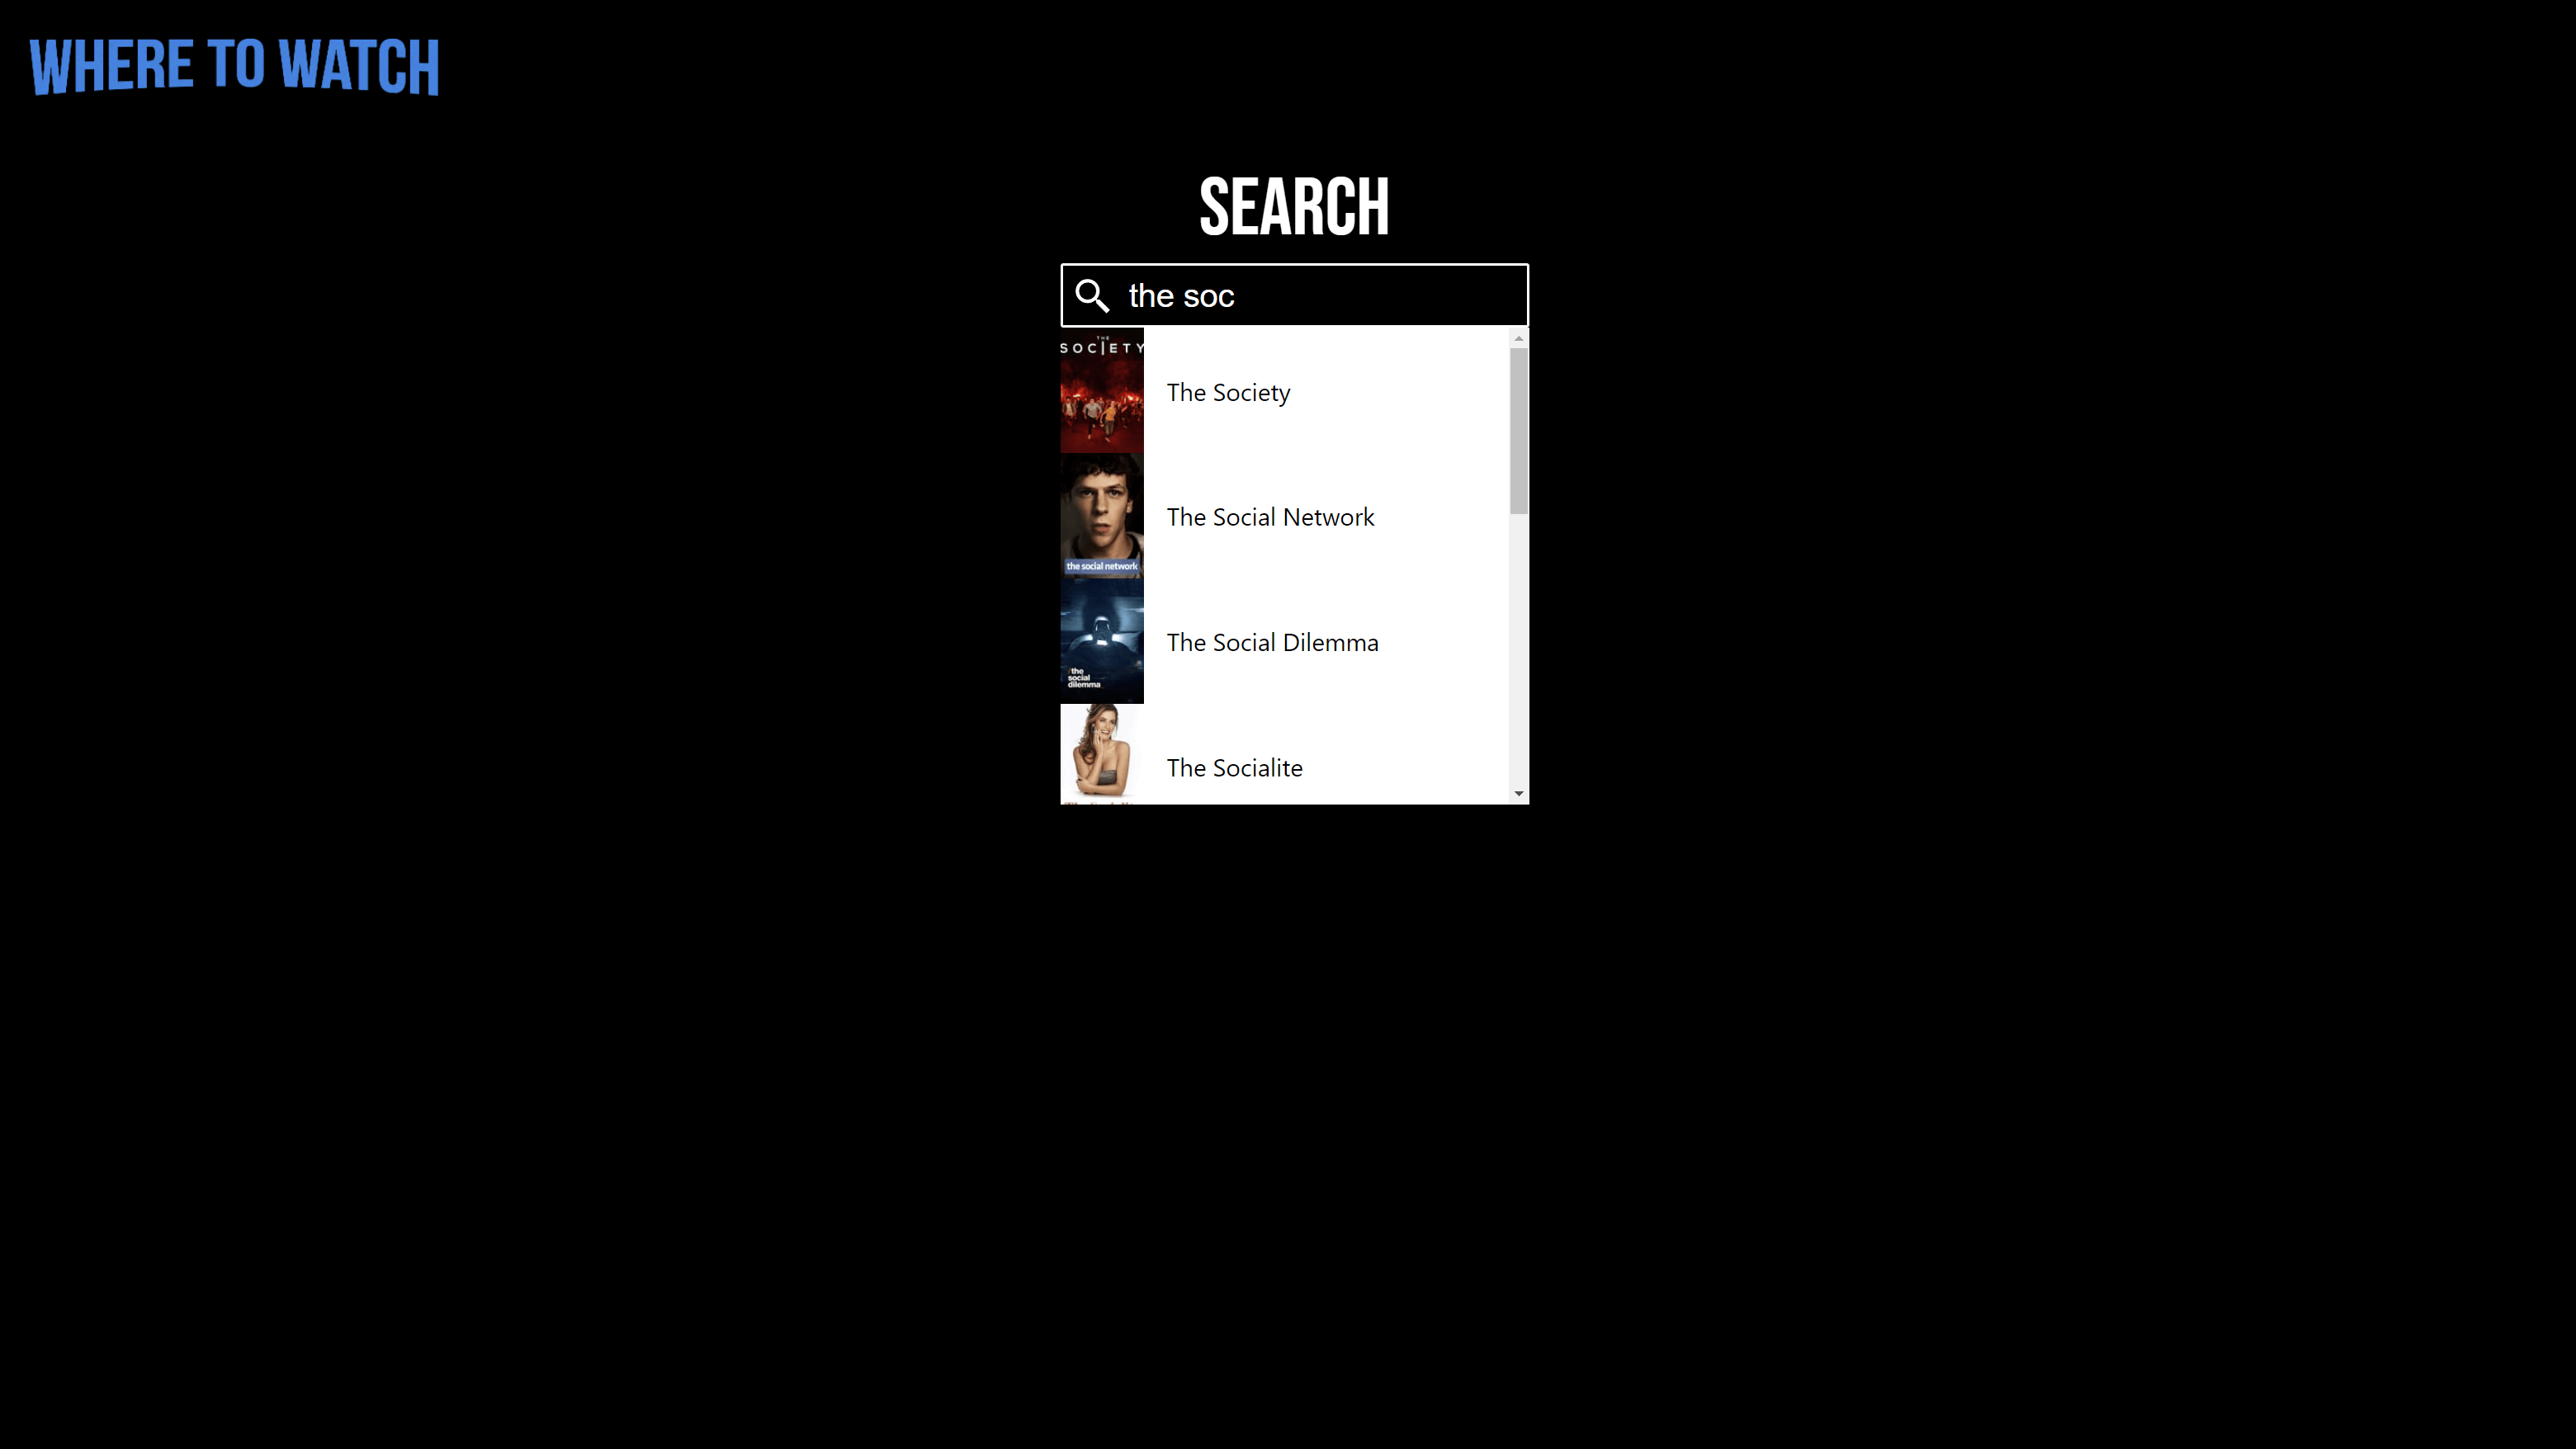 WHERE TO WATCH
SEARCH
the soc
THE
SOCIETY
The Society
The Social Network
the social network
The Social Dilemma
the
social
dilemma
The Socialite